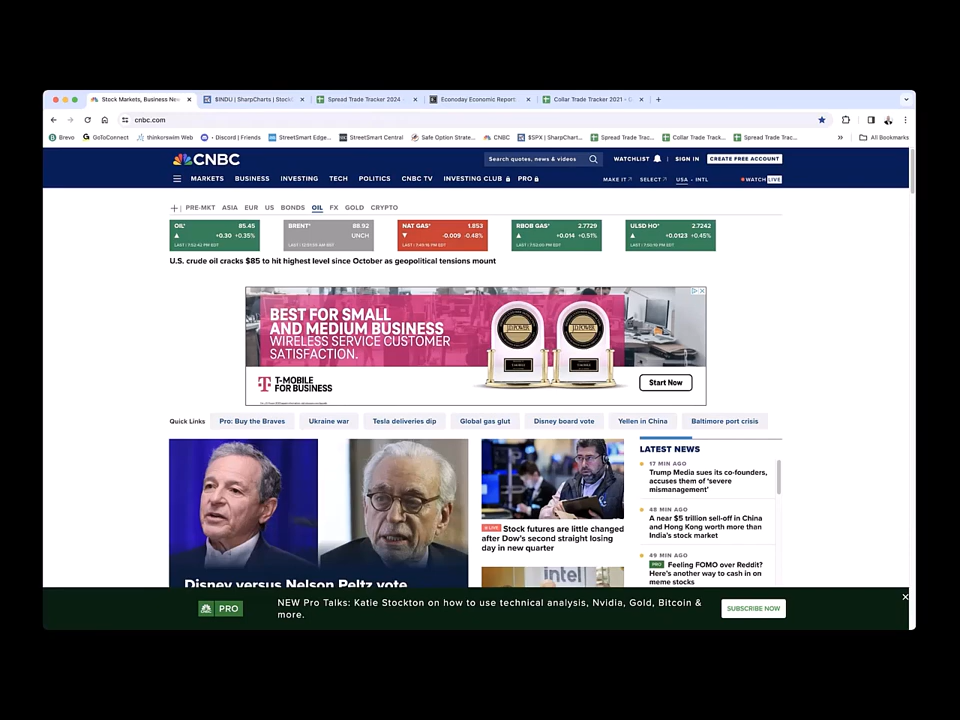 Stock Markets, Business New
$INDU | SharpCharts | StockC
Spread Trade Tracker 2024
Econoday Economic Report:
Collar Trade Tracker 2021 - G
cnbc.com
Brevo
GoToConnect
thinkorswim Web
- Discord | Friends
StreetSmart Edge...
StreetSmart Central
Safe Option Strate...
CNBC
$SPX | SharpChart...
Spread Trade Trac...
Collar Trade Track...
Spread Trade Trac...
All Bookmarks
CNBC
Search quotes, news & videos
WATCHLIST
SIGN IN
CREATE FREE ACCOUNT
MARKETS BUSINESS INVESTING TECH POLITICS CNBC TV INVESTING CLUB PRO
MAKE IT SELECT USA • INTL WATCH LIVE
PRE-MKT ASIA EUR US BONDS OIL FX GOLD CRYPTO
OIL* 85.45
+0.30 +0.35%
LAST | 7:52:42 PM EDT
BRENT* 88.92
UNCH
NAT GAS* 1.853
-0.009 -0.48%
RBOB GAS* 2.7729
+0.014 +0.51%
ULSD HO* 2.7242
+0.0123 +0.45%
U.S. crude oil cracks $85 to hit highest level since October as geopolitical tensions mount
BEST FOR SMALL
AND MEDIUM BUSINESS
WIRELESS SERVICE CUSTOMER
SATISFACTION.
J.D. POWER
J.D. POWER
T-MOBILE
FOR BUSINESS
Start Now
Quick Links
Pro: Buy the Braves
Ukraine war
Tesla deliveries dip
Global gas glut
Disney board vote
Yellen in China
Baltimore port crisis
Disney versus Nelson Peltz vote
LIVE Stock futures are little changed
after Dow's second straight losing
day in new quarter
intel
LATEST NEWS
17 MIN AGO
Trump Media sues its co-founders,
accuses them of 'severe
mismanagement'
48 MIN AGO
A near $5 trillion sell-off in China
and Hong Kong worth more than
India's stock market
49 MIN AGO
PRO Feeling FOMO over Reddit?
Here's another way to cash in on
meme stocks
PRO
NEW Pro Talks: Katie Stockton on how to use technical analysis, Nvidia, Gold, Bitcoin &
more.
SUBSCRIBE NOW